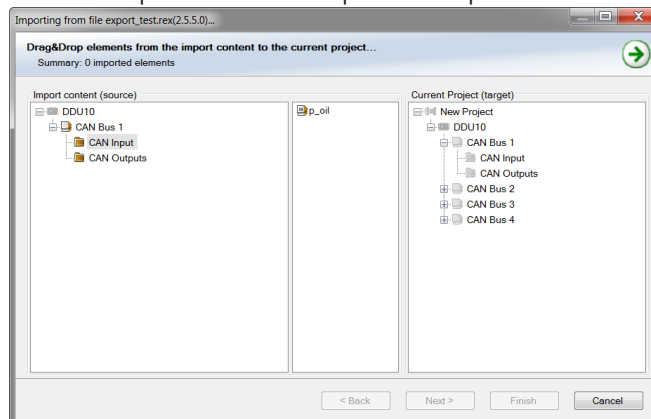 Importing from file export_test.rex(2.5.5.0)...
Drag&Drop elements from the import content to the current project...
Summary: 0 imported elements
Import content (source)
DDU10
CAN Bus 1
CAN Input
CAN Outputs
p_oil
Current Project (target)
New Project
DDU10
CAN Bus 1
CAN Input
CAN Outputs
CAN Bus 2
CAN Bus 3
CAN Bus 4
< Back
Next >
Finish
Cancel